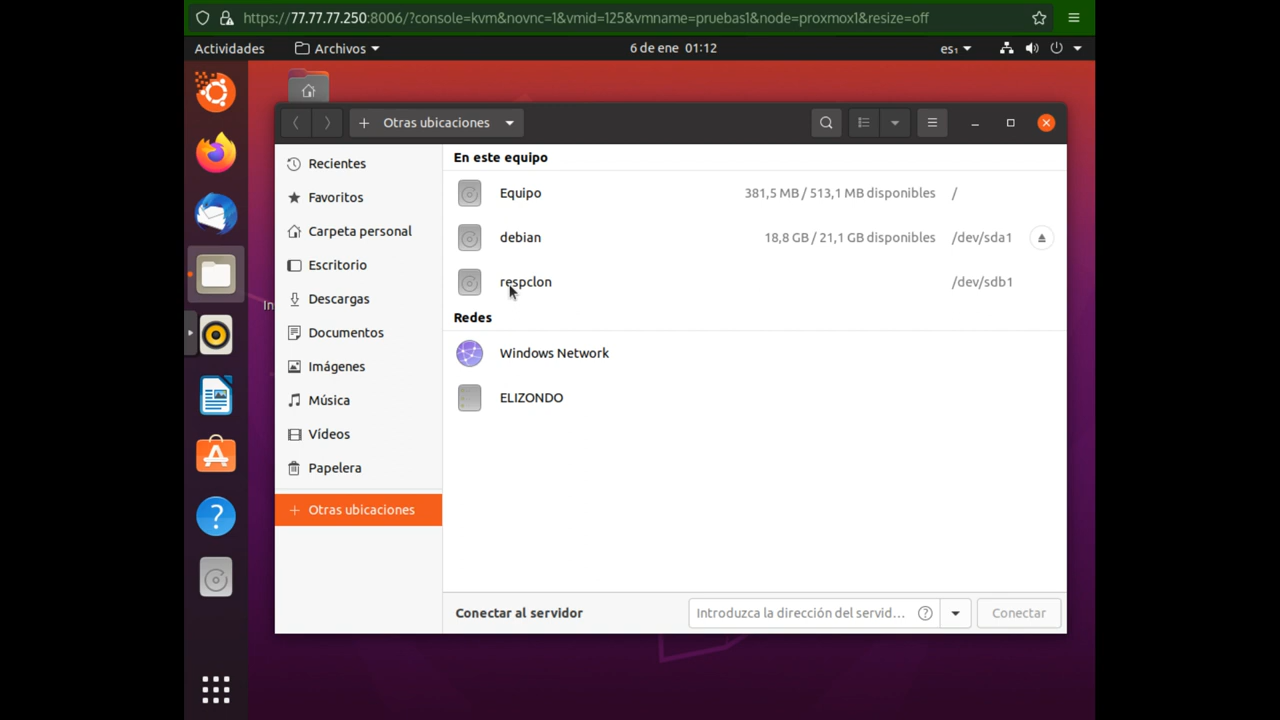 https://77.77.77.250:8006/?console=kvm&novnc=1&vmid=125&vmname=pruebas1&node=proxmox1&resize=off
Actividades Archivos 6 de ene 01:12 es₁
Otras ubicaciones
Recientes
Favoritos
Carpeta personal
Escritorio
Descargas
Documentos
Imágenes
Música
Vídeos
Papelera
Otras ubicaciones
En este equipo
Equipo 381,5 MB / 513,1 MB disponibles /
debian 18,8 GB / 21,1 GB disponibles /dev/sda1
respclon /dev/sdb1
Redes
Windows Network
ELIZONDO
Conectar al servidor Introduzca la dirección del servid... ? Conectar
In